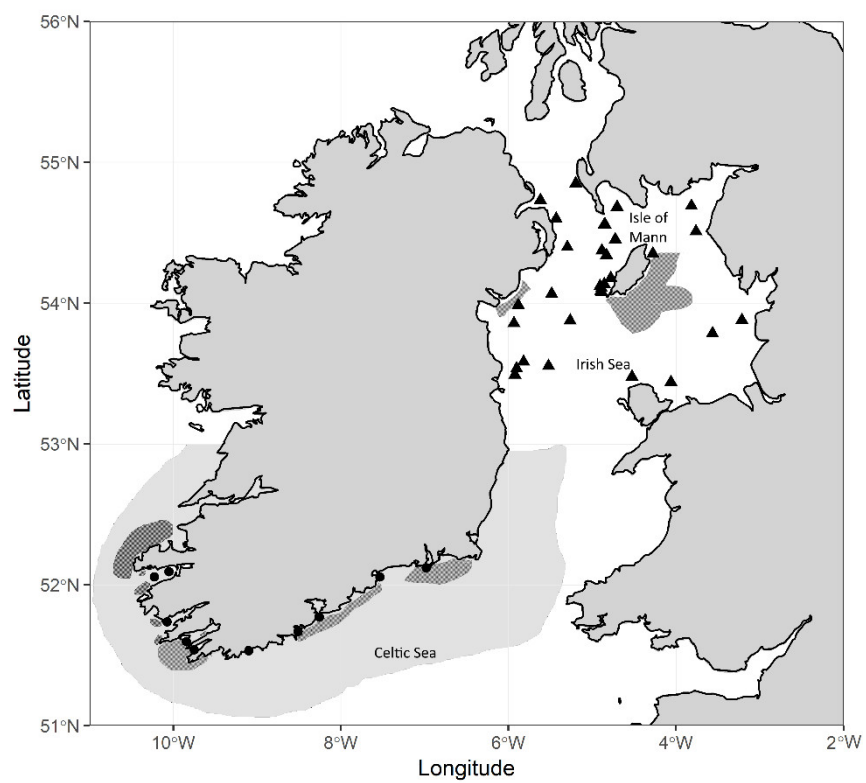 56°N
55°N
54°N
53°N
52°N
51°N
Latitude
Isle of
Mann
Irish Sea
Celtic Sea
10°W
8°W
6°W
4°W
2°W
Longitude